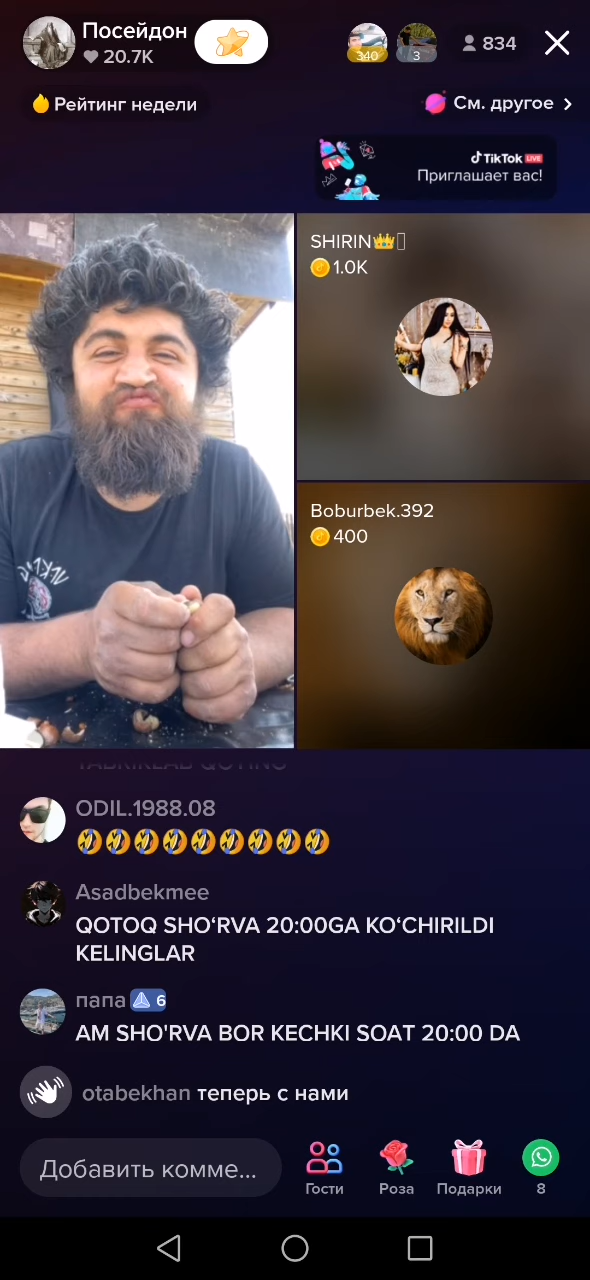 Посейдон
20.7K
340
3
834
Рейтинг недели
См. другое
TikTok LIVE
Приглашает вас!
SHIRIN
1.0K
Boburbek.392
400
TABRIKLAB QOYING
ODIL.1988.08
Asadbekmee
QOTOQ SHO‘RVA 20:00GA KO‘CHIRILDI
KELINGLAR
папа 6
AM SHO'RVA BOR KECHKI SOAT 20:00 DA
otabekhan теперь с нами
Добавить комме...
Гости
Роза
Подарки
8